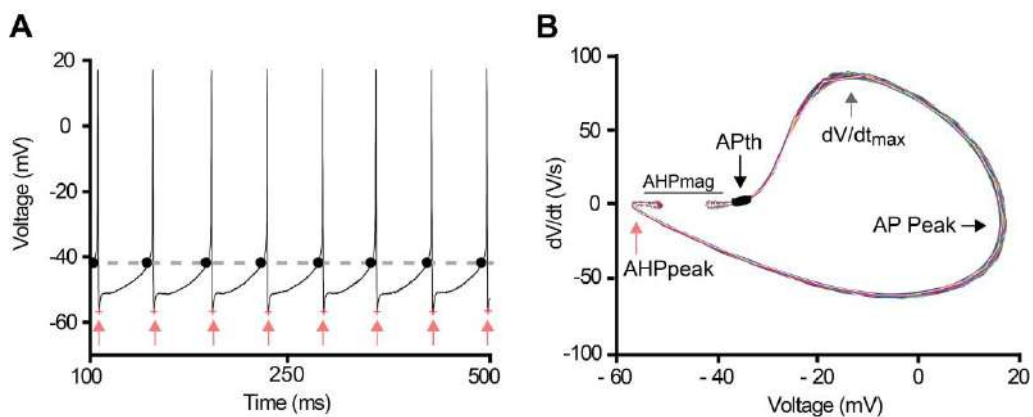 A
Voltage (mV)
20
0
-40
-60
100
250
500
Time (ms)
B
dV/dt (V/s)
100
50
0
-50
-100
- 60
- 40
- 20
0
20
Voltage (mV)
dV/dtmax
APth
AHPmag
AP Peak
AHPpeak